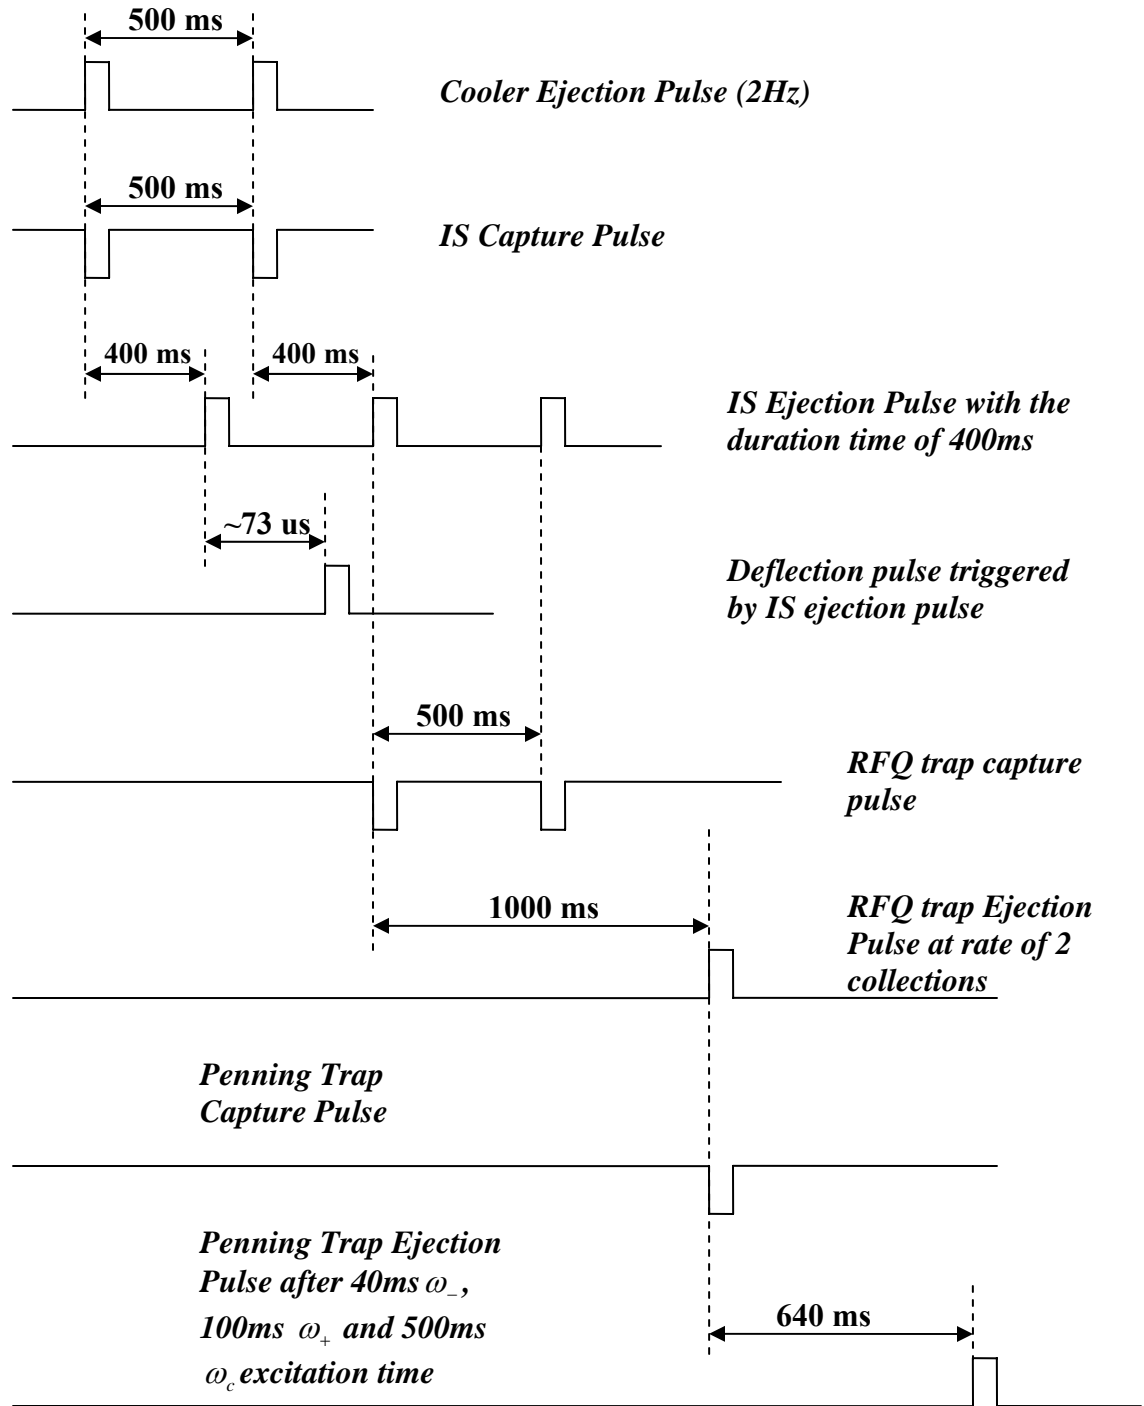 500 ms
Cooler Ejection Pulse (2Hz)
500 ms
IS Capture Pulse
400 ms
400 ms
IS Ejection Pulse with the
duration time of 400ms
~73 us
Deflection pulse triggered
by IS ejection pulse
500 ms
RFQ trap capture
pulse
1000 ms
RFQ trap Ejection
Pulse at rate of 2
collections
Penning Trap
Capture Pulse
Penning Trap Ejection
Pulse after 40ms ω₋,
100ms ω₊ and 500ms
ω_c excitation time
640 ms